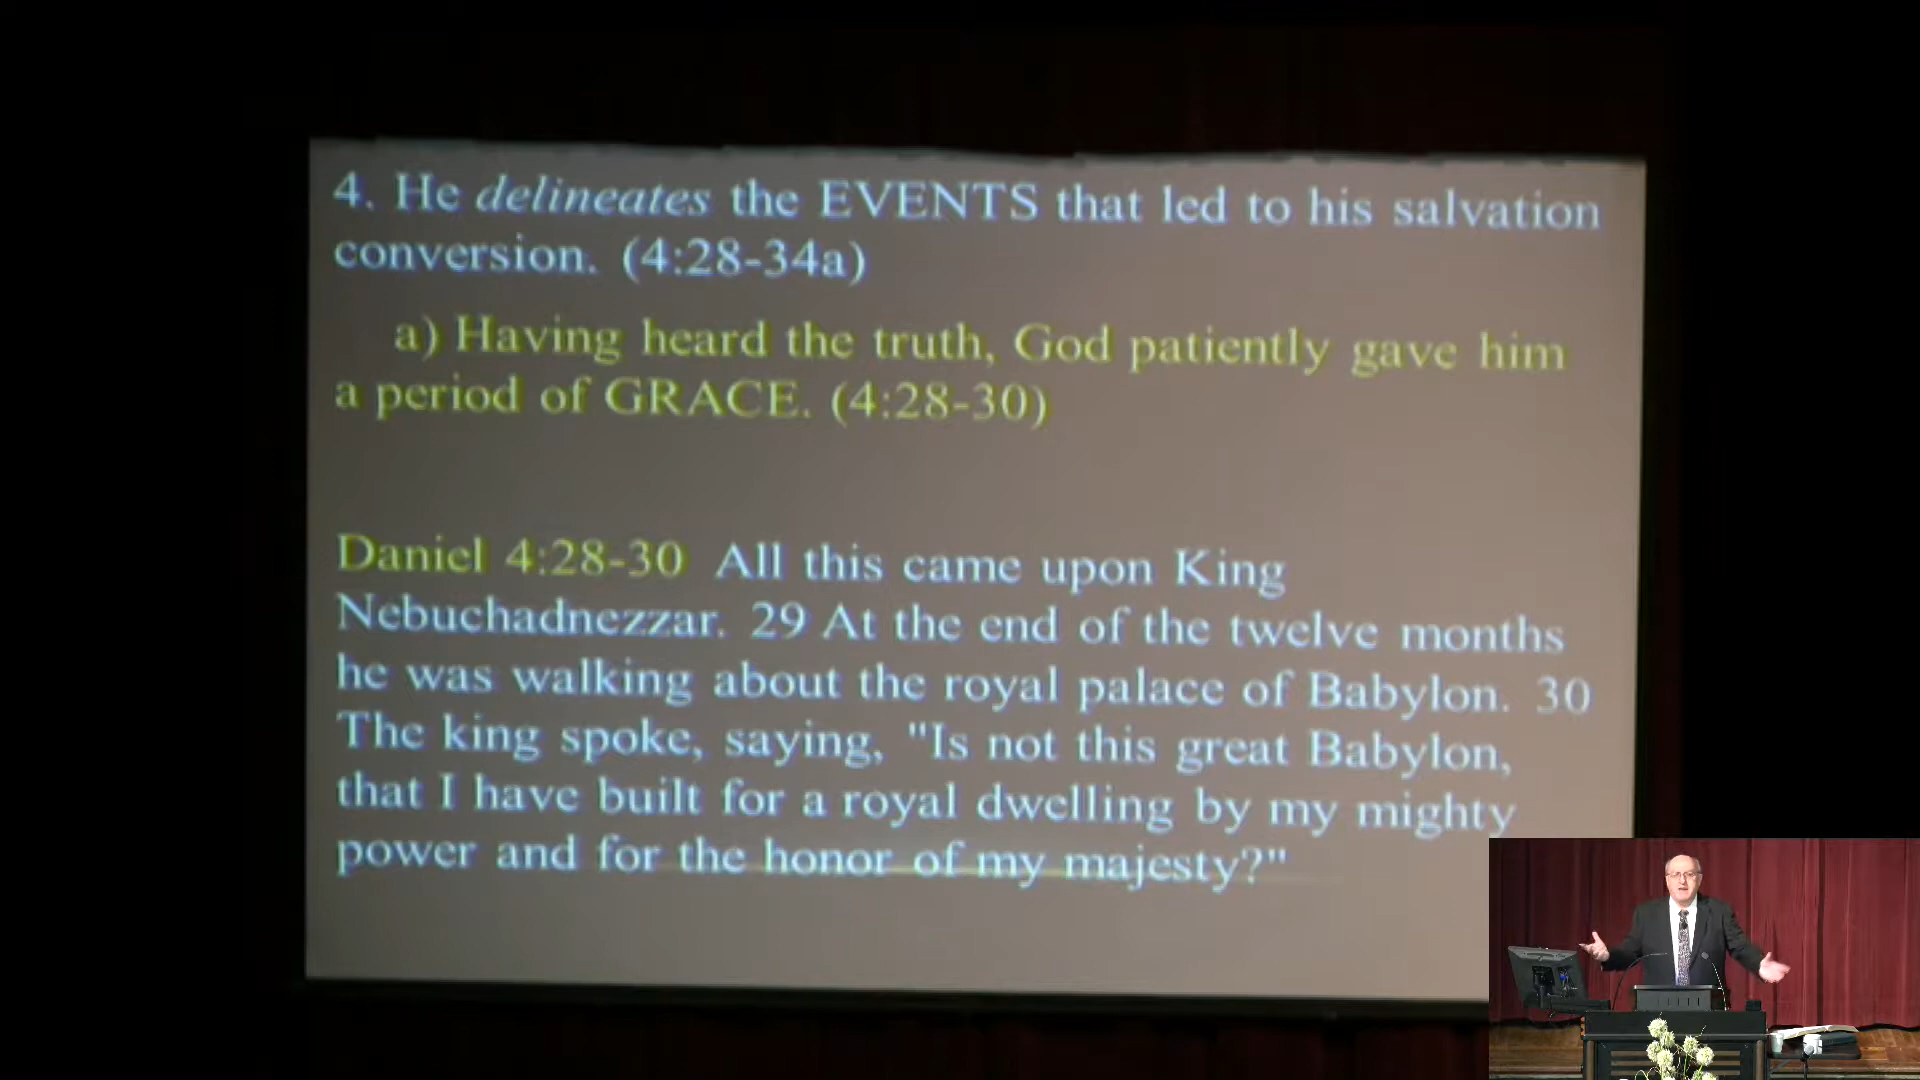 4. He delineates the EVENTS that led to his salvation
conversion. (4:28-34a)
a) Having heard the truth, God patiently gave him
a period of GRACE. (4:28-30)
Daniel 4:28-30 All this came upon King
Nebuchadnezzar. 29 At the end of the twelve months
he was walking about the royal palace of Babylon. 30
The king spoke, saying, "Is not this great Babylon,
that I have built for a royal dwelling by my mighty
power and for the honor of my majesty?"